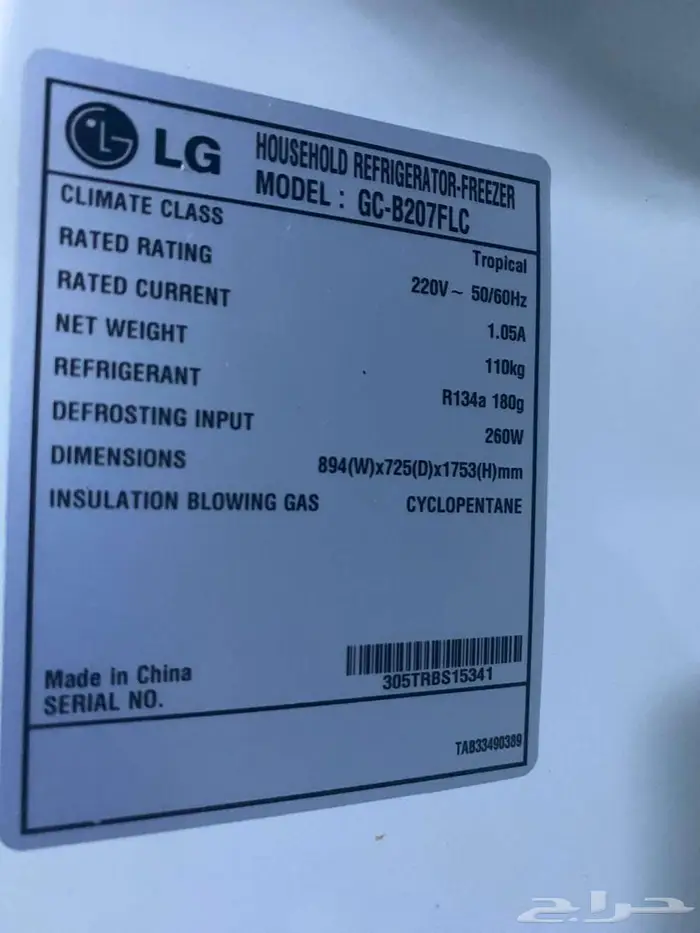 LG HOUSEHOLD REFRIGERATOR-FREEZER
MODEL : GC-B207FLC
CLIMATE CLASS Tropical
RATED RATING 220V~ 50/60Hz
RATED CURRENT 1.05A
NET WEIGHT 110kg
REFRIGERANT R134a 180g
DEFROSTING INPUT 260W
DIMENSIONS 894(W)x725(D)x1753(H)mm
INSULATION BLOWING GAS CYCLOPENTANE
Made in China
SERIAL NO. 305TRBS15341
TAB33490389
حراج